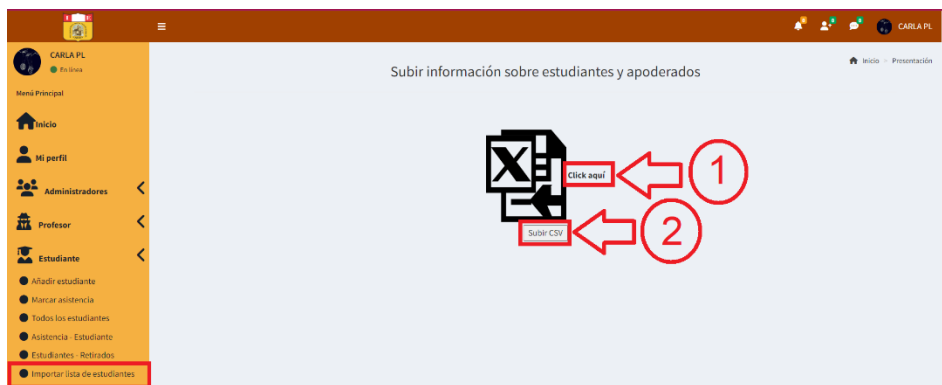 I E
CARLA PL
CARLA PL
En línea
Inicio - Presentación
Subir información sobre estudiantes y apoderados
Menú Principal
Inicio
Mi perfil
Administradores
Profesor
Estudiante
Añadir estudiante
Marcar asistencia
Todos los estudiantes
Asistencia - Estudiante
Estudiantes - Retirados
Importar lista de estudiantes
X
Click aquí
1
Subir CSV
2